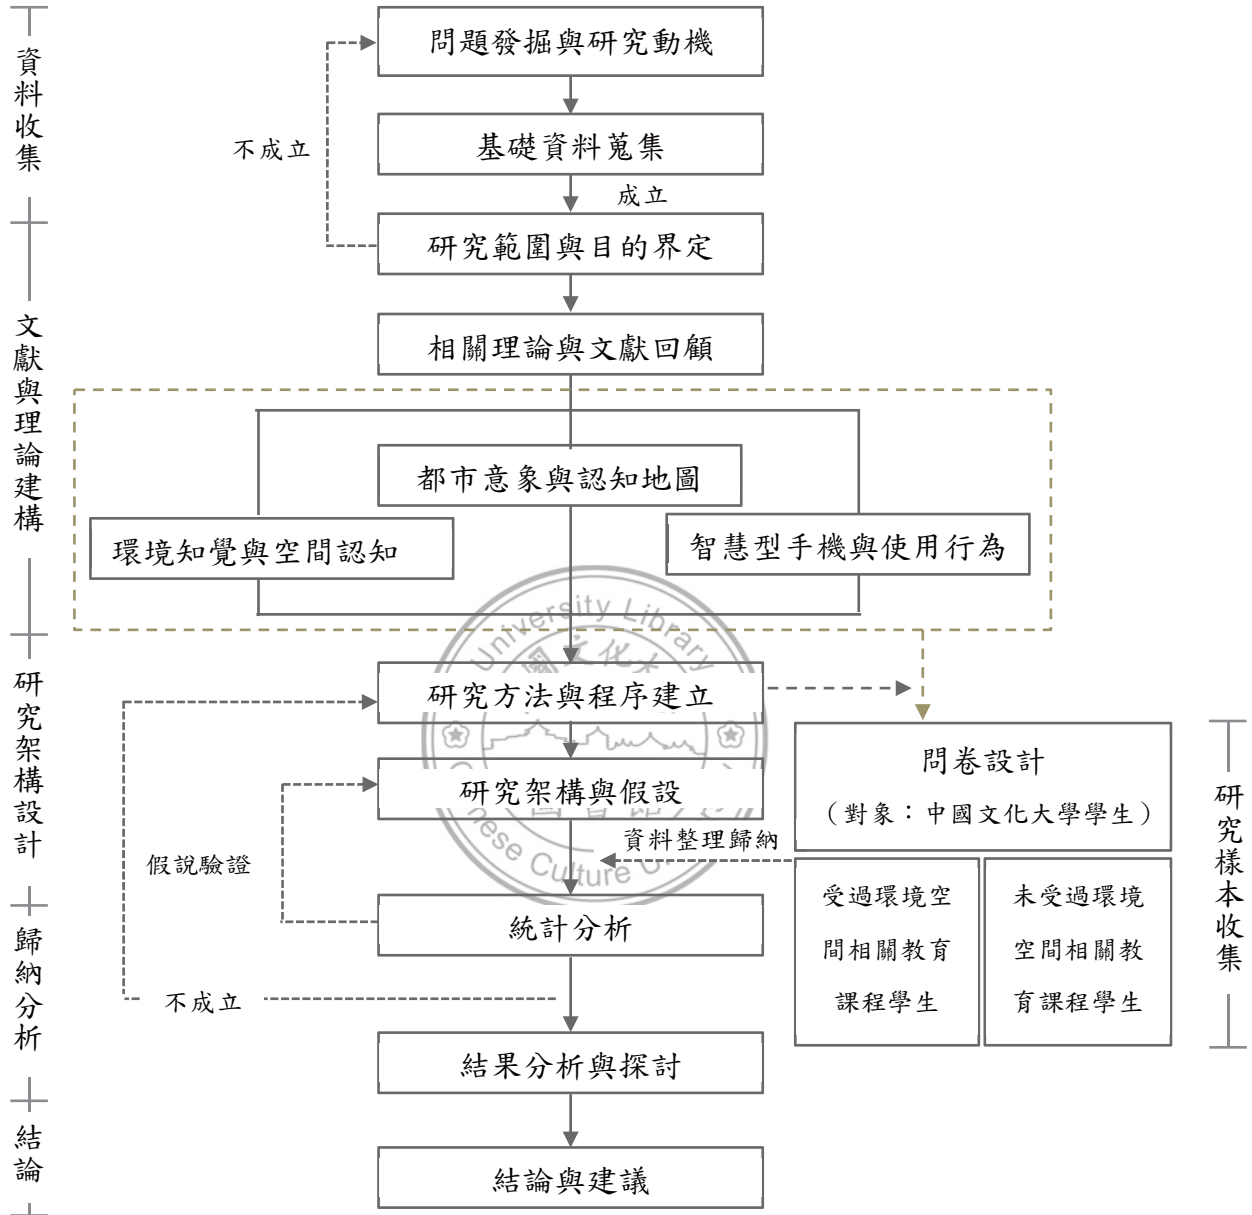 資料收集
文獻與理論建構
研究架構設計
歸納分析
結論
問題發掘與研究動機
基礎資料蒐集
不成立
成立
研究範圍與目的界定
相關理論與文獻回顧
都市意象與認知地圖
環境知覺與空間認知
智慧型手機與使用行為
University Library
研究方法與程序建立
研究架構與假設
問卷設計
（對象：中國文化大學學生）
資料整理歸納
Culture
假說驗證
統計分析
受過環境空
間相關教育
課程學生
未受過環境
空間相關教
育課程學生
研究樣本收集
不成立
結果分析與探討
結論與建議